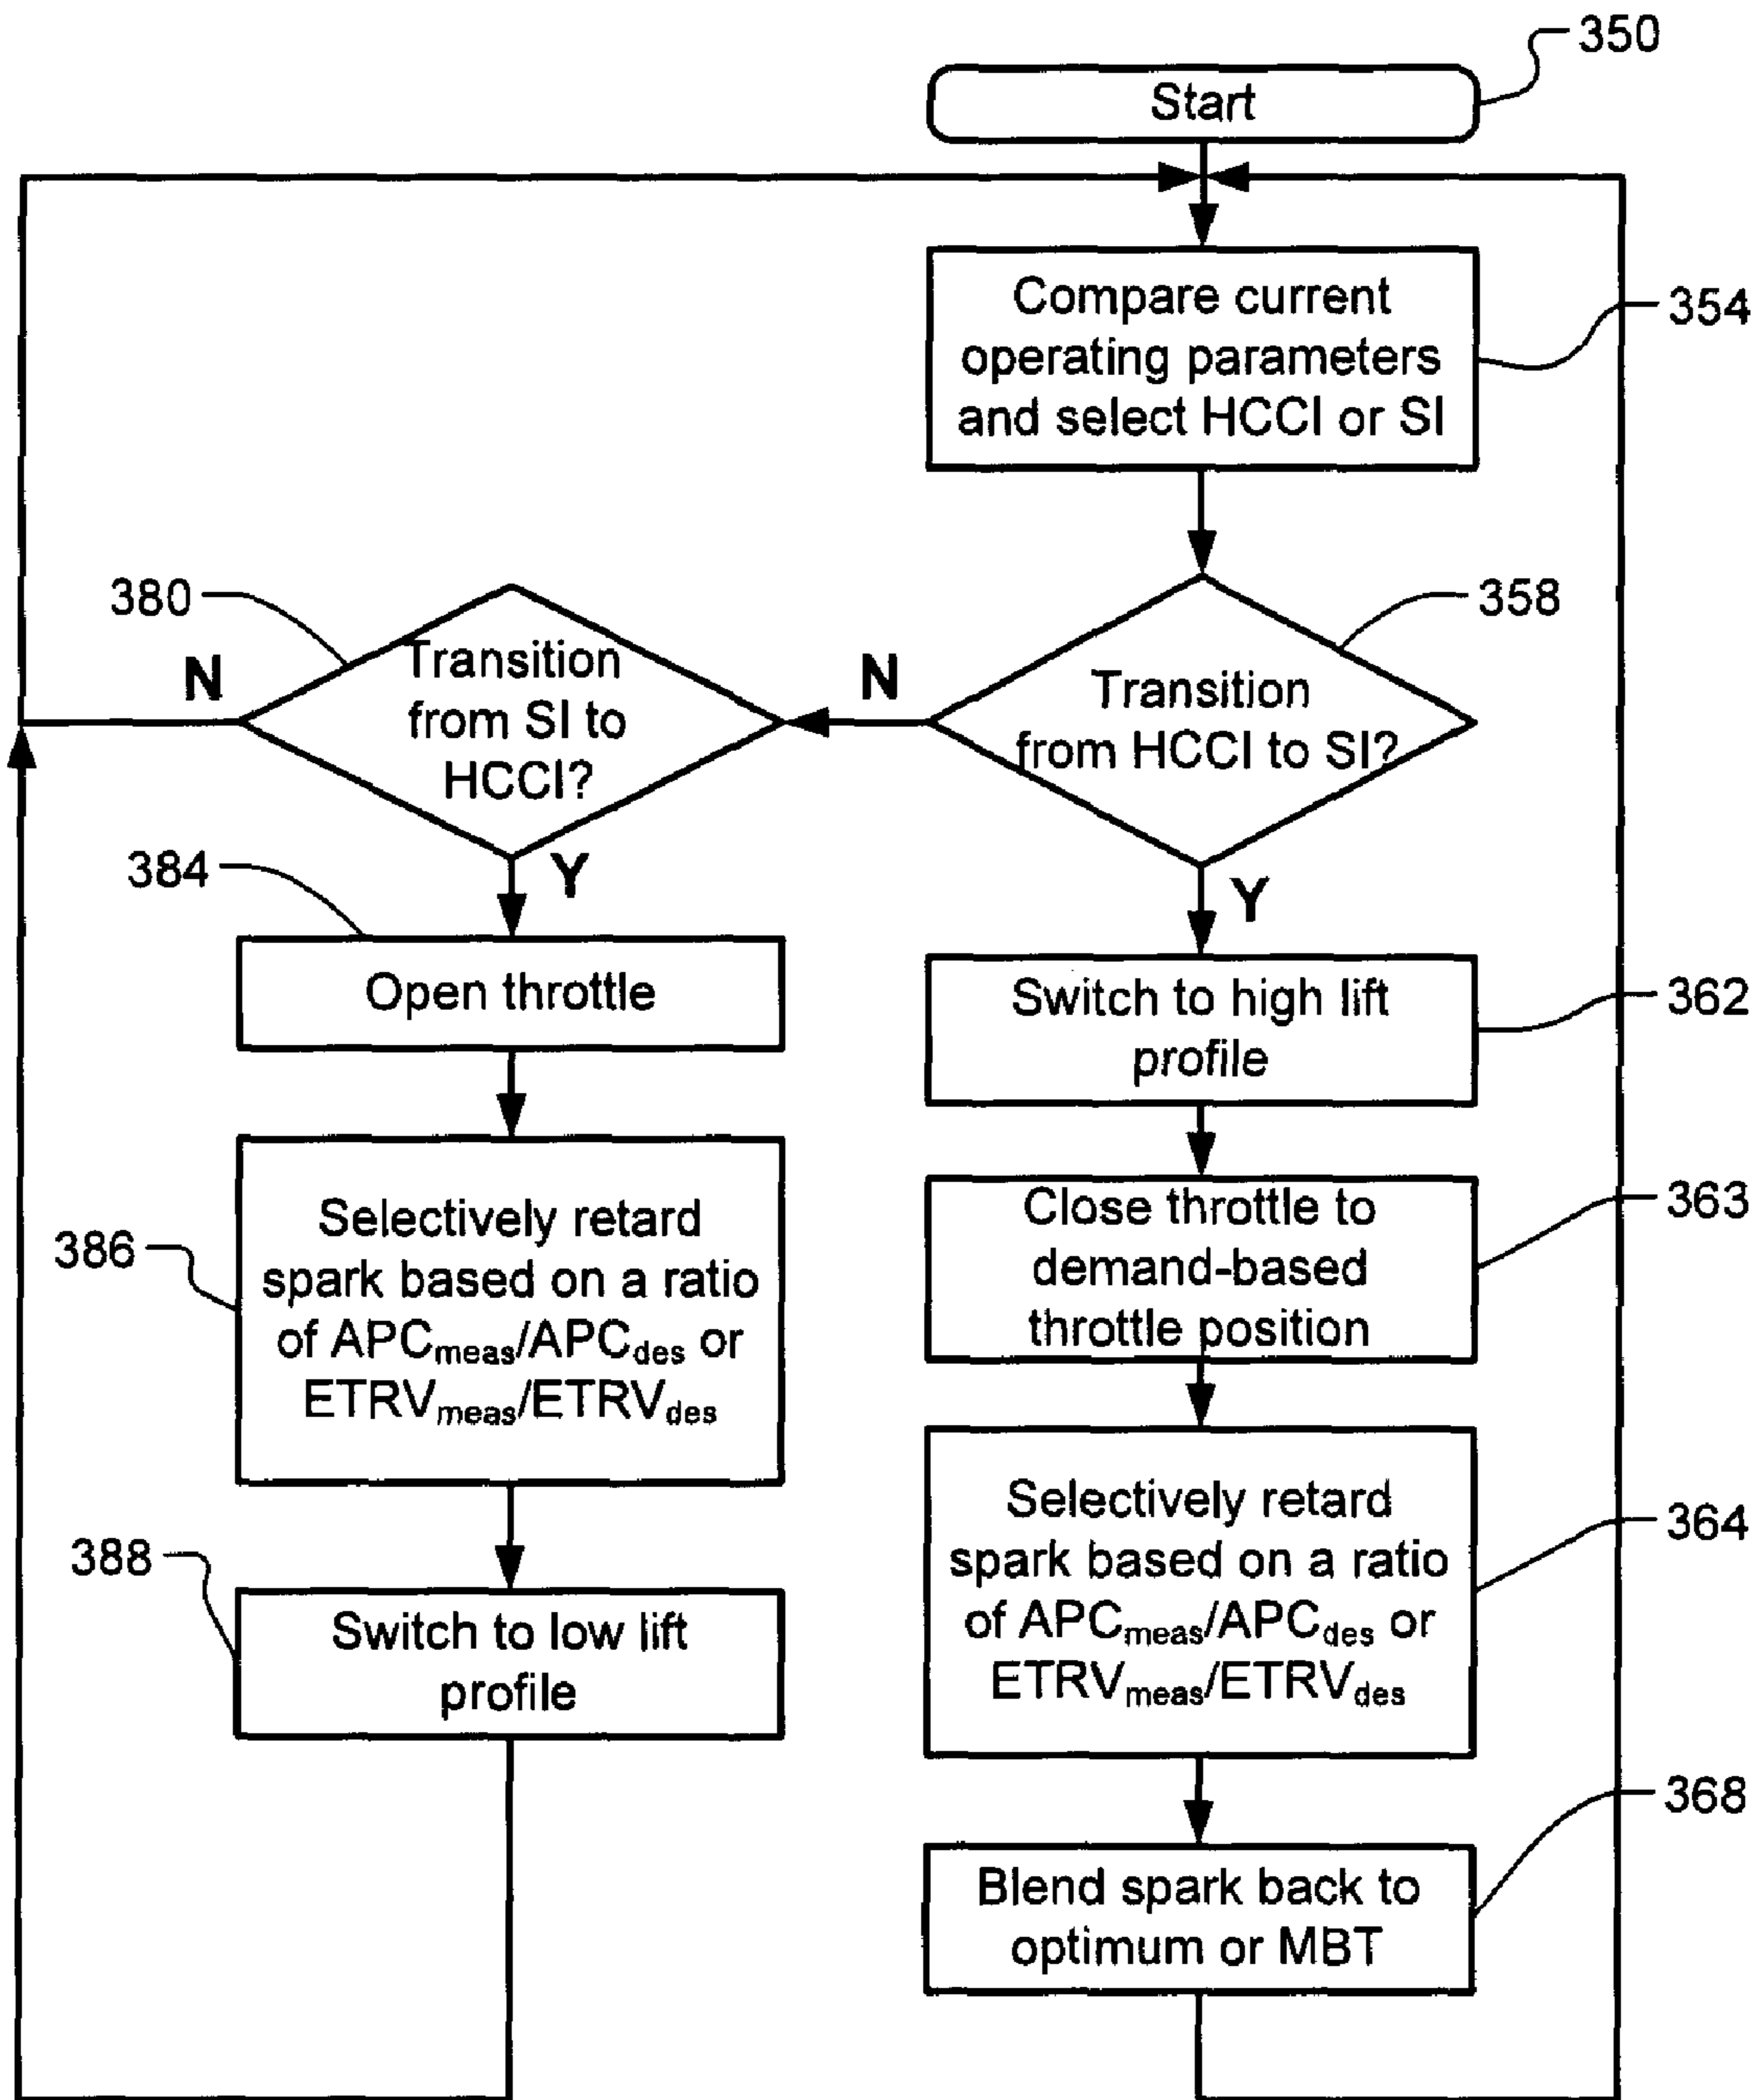 350
Start
Compare current
operating parameters
and select HCCI or SI
354
358
Transition
from HCCI to SI?
N
Y
380
Transition
from SI to
HCCI?
N
Y
384
Open throttle
386
Selectively retard
spark based on a ratio
of APCmeas/APCdes or
ETRVmeas/ETRVdes
388
Switch to low lift
profile
Switch to high lift
profile
362
Close throttle to
demand-based
throttle position
363
Selectively retard
spark based on a ratio
of APCmeas/APCdes or
ETRVmeas/ETRVdes
364
Blend spark back to
optimum or MBT
368